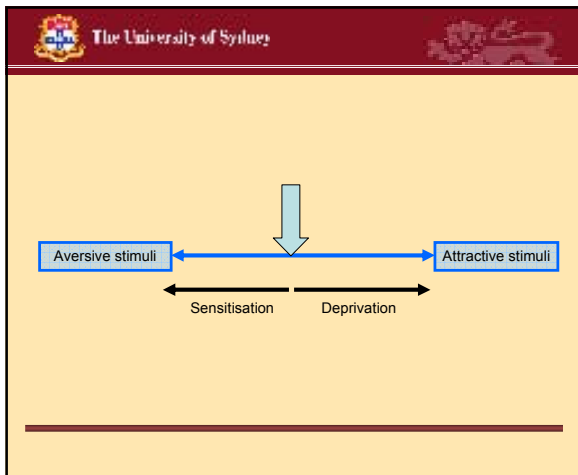 The University of Sydney
Aversive stimuli
Attractive stimuli
Sensitisation
Deprivation